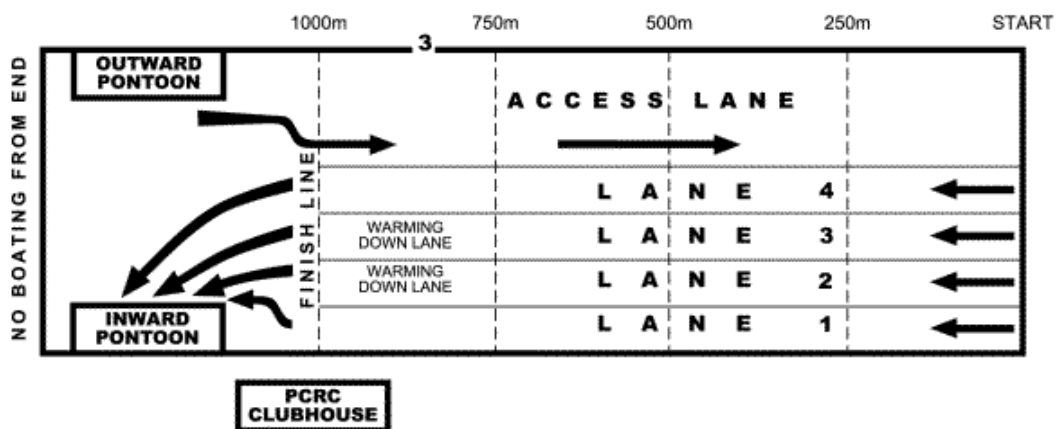 1000m 750m 500m 250m START
3
OUTWARD
PONTOON
NO BOATING FROM END
ACCESS LANE
FINISH LINE
LANE 4
WARMING
DOWN LANE
LANE 3
WARMING
DOWN LANE
LANE 2
INWARD
PONTOON
LANE 1
PCRC
CLUBHOUSE